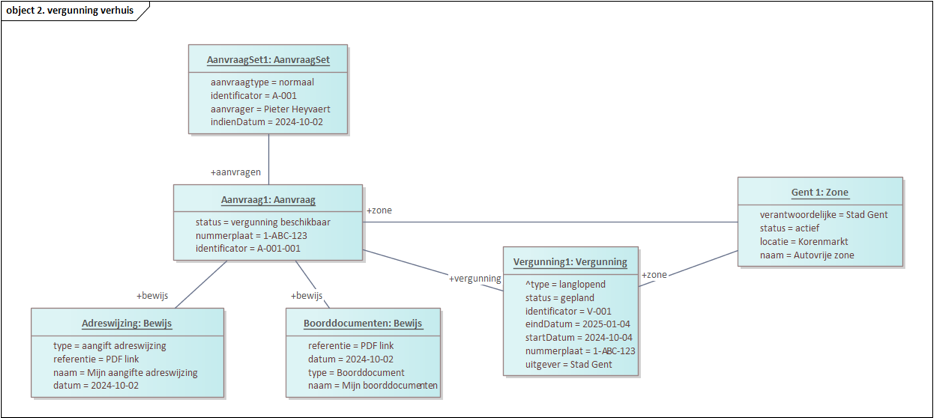 object 2. vergunning verhuis
AanvraagSet1: AanvraagSet
aanvraagtype = normaal
identificator = A-001
aanvrager = Pieter Heyvaert
indienDatum = 2024-10-02
+aanvragen
Aanvraag1: Aanvraag
status = vergunning beschikbaar
nummerplaat = 1-ABC-123
identificator = A-001-001
+zone
Gent 1: Zone
verantwoordelijke = Stad Gent
status = actief
locatie = Korenmarkt
naam = Autovrije zone
+vergunning
+zone
Vergunning1: Vergunning
^type = langlopend
status = gepland
identificator = V-001
eindDatum = 2025-01-04
startDatum = 2024-10-04
nummerplaat = 1-ABC-123
uitgever = Stad Gent
+bewijs
+bewijs
Adreswijzing: Bewijs
type = aangift adreswijzing
referentie = PDF link
naam = Mijn aangifte adreswijzing
datum = 2024-10-02
Boorddocumenten: Bewijs
referentie = PDF link
datum = 2024-10-02
type = Boorddocument
naam = Mijn boorddocumenten